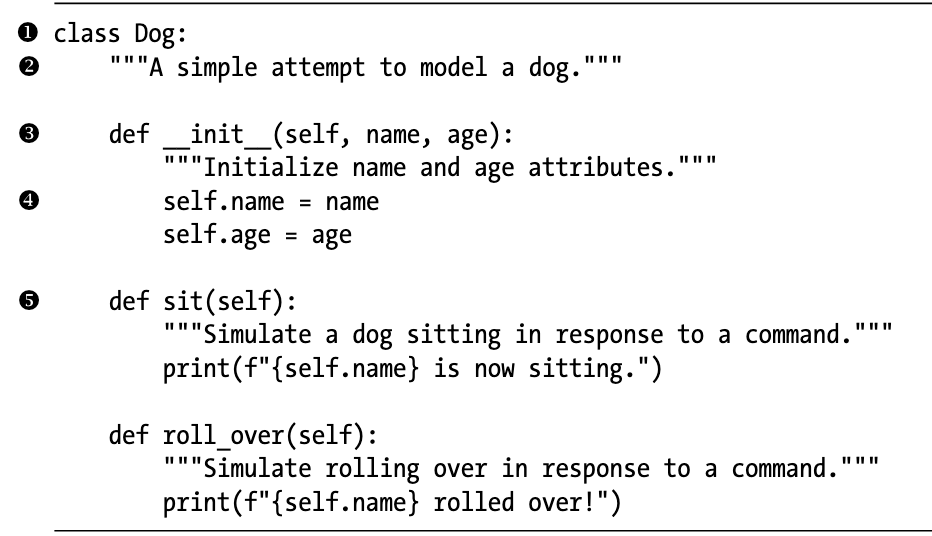 ❶ class Dog:
❷     """A simple attempt to model a dog."""

❸     def __init__(self, name, age):
        """Initialize name and age attributes."""
❹         self.name = name
        self.age = age

❺     def sit(self):
        """Simulate a dog sitting in response to a command."""
        print(f"{self.name} is now sitting.")

    def roll_over(self):
        """Simulate rolling over in response to a command."""
        print(f"{self.name} rolled over!")